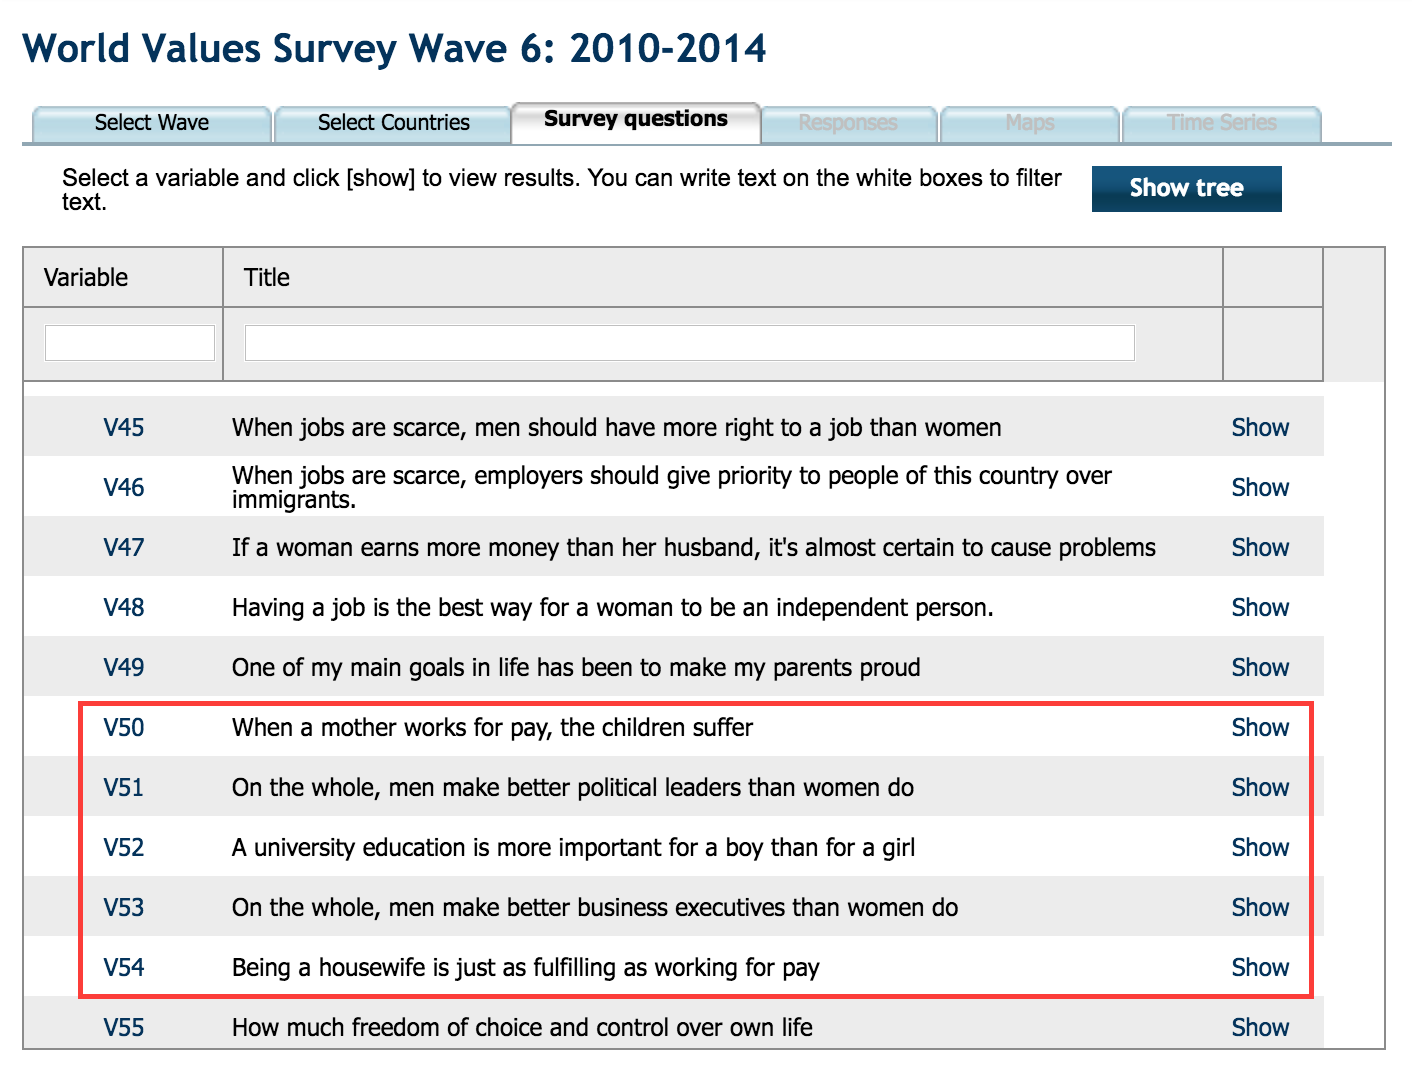 World Values Survey Wave 6: 2010-2014
Select Wave
Select Countries
Survey questions
Responses
Maps
Time Series
Select a variable and click [show] to view results. You can write text on the white boxes to filter
text.
Show tree
Variable
Title
V45 When jobs are scarce, men should have more right to a job than women Show
V46 When jobs are scarce, employers should give priority to people of this country over
immigrants. Show
V47 If a woman earns more money than her husband, it's almost certain to cause problems Show
V48 Having a job is the best way for a woman to be an independent person. Show
V49 One of my main goals in life has been to make my parents proud Show
V50 When a mother works for pay, the children suffer Show
V51 On the whole, men make better political leaders than women do Show
V52 A university education is more important for a boy than for a girl Show
V53 On the whole, men make better business executives than women do Show
V54 Being a housewife is just as fulfilling as working for pay Show
V55 How much freedom of choice and control over own life Show